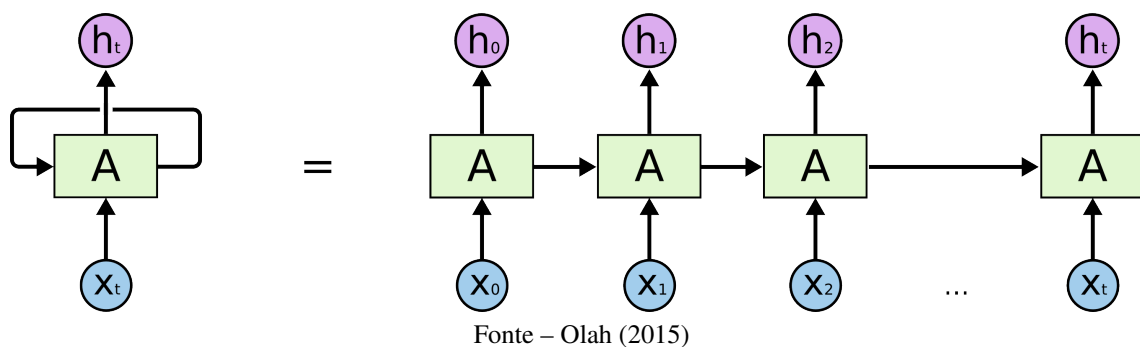 hₜ h₀ h₁ h₂ hₜ
A = A A A A
xₜ x₀ x₁ x₂ ... xₜ
Fonte – Olah (2015)